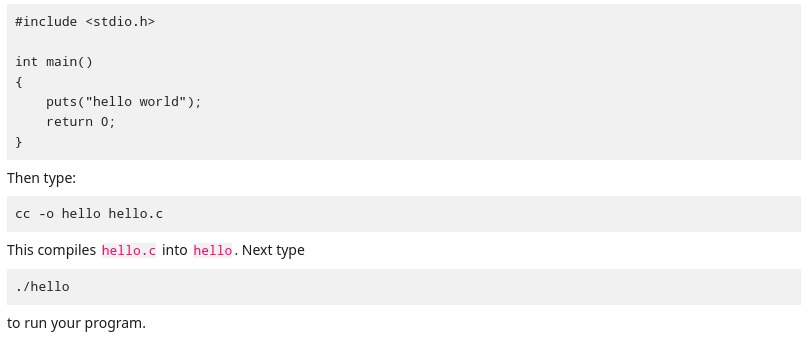 #include <stdio.h>

int main()
{
    puts("hello world");
    return 0;
}
Then type:
cc -o hello hello.c
This compiles hello.c into hello. Next type
./hello
to run your program.